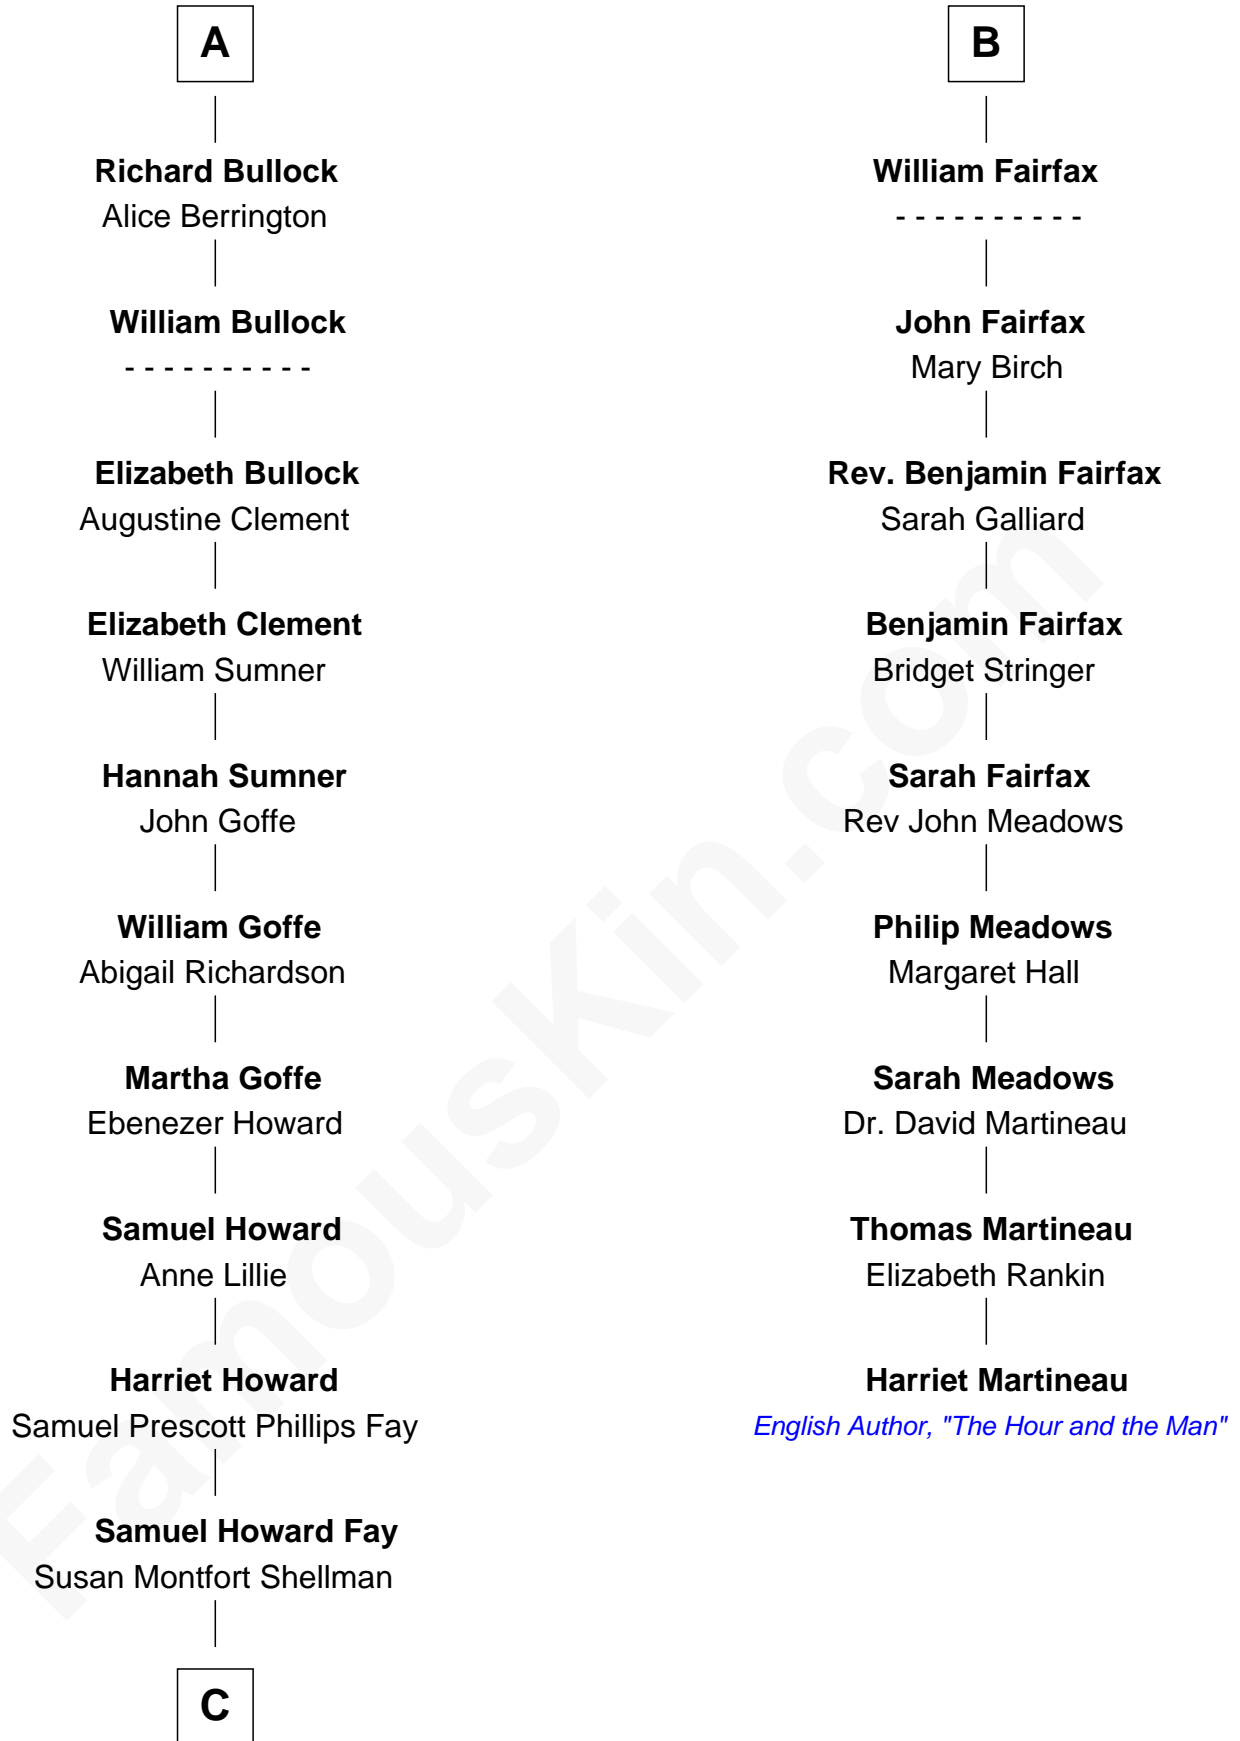 A
Richard Bullock
Alice Berrington
William Bullock
- - - - - - - - - -
Elizabeth Bullock
Augustine Clement
Elizabeth Clement
William Sumner
Hannah Sumner
John Goffe
William Goffe
Abigail Richardson
Martha Goffe
Ebenezer Howard
Samuel Howard
Anne Lillie
Harriet Howard
Samuel Prescott Phillips Fay
Samuel Howard Fay
Susan Montfort Shellman
C
B
William Fairfax
- - - - - - - - - -
John Fairfax
Mary Birch
Rev. Benjamin Fairfax
Sarah Galliard
Benjamin Fairfax
Bridget Stringer
Sarah Fairfax
Rev John Meadows
Philip Meadows
Margaret Hall
Sarah Meadows
Dr. David Martineau
Thomas Martineau
Elizabeth Rankin
Harriet Martineau
English Author, "The Hour and the Man"
FamousKin.com